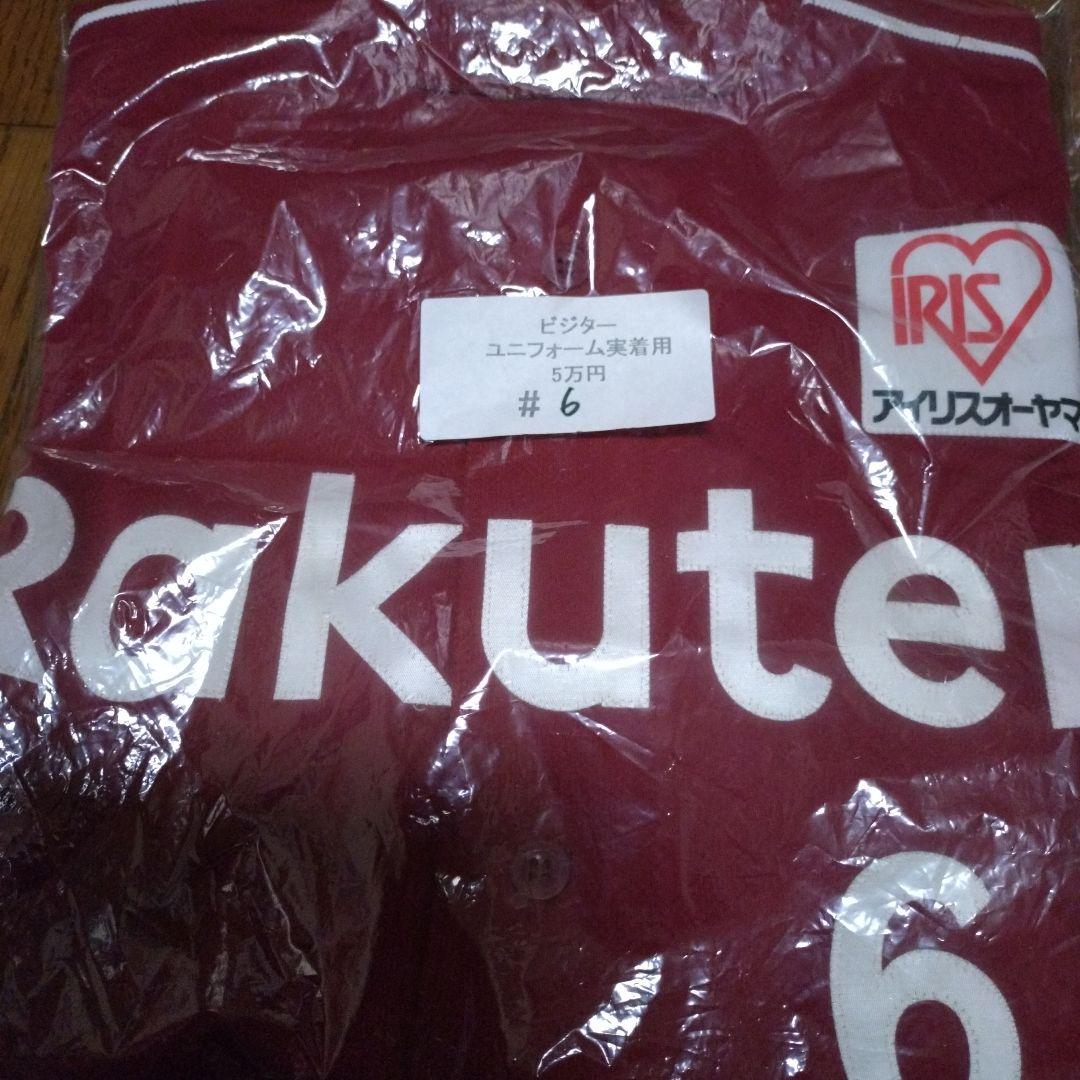 IRIS
アイリスオーヤマ
ビジター
ユニフォーム実着用
5万円
# 6
Rakuten
6